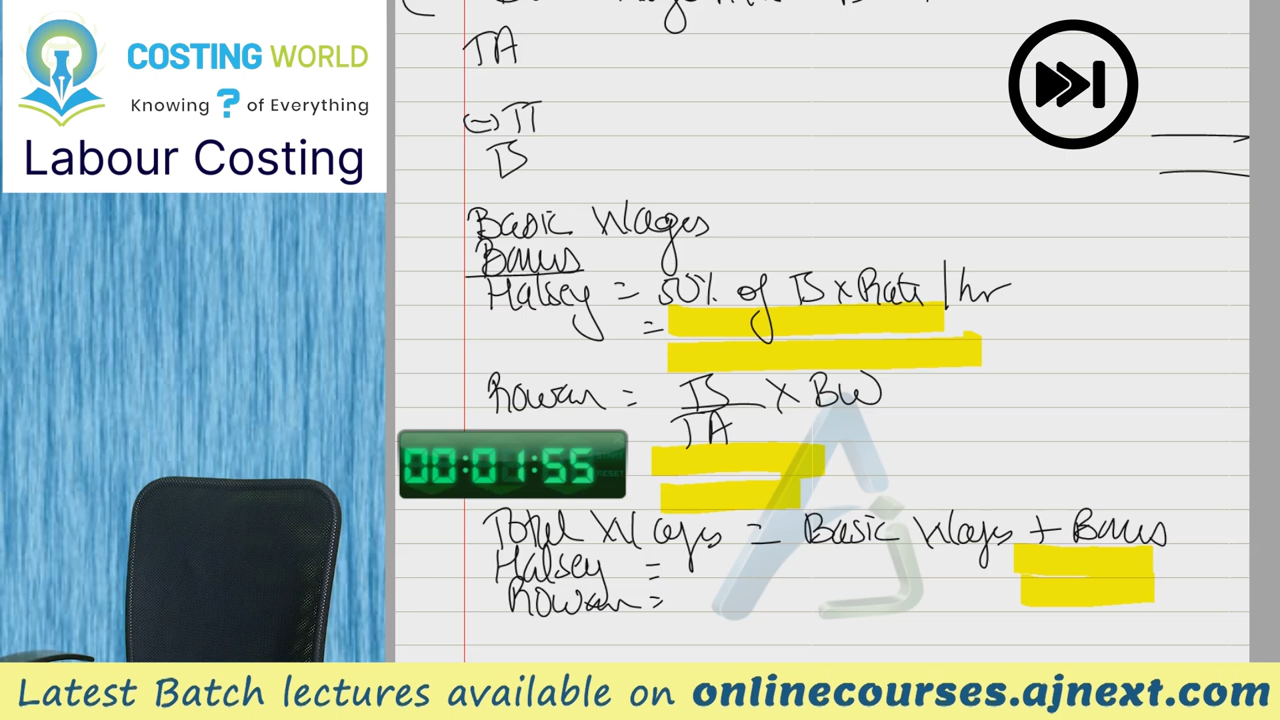 COSTING WORLD
Knowing ? of Everything
Labour Costing
TA
(-) TT
TS
Basic Wages
Bonus
Halsey = 50% of TS x Rate / hr
=
Rowan = TS / TA x BW
00:01:55
Total Wages = Basic Wages + Bonus
Halsey =
Rowan =
Latest Batch lectures available on onlinecourses.ajnext.com